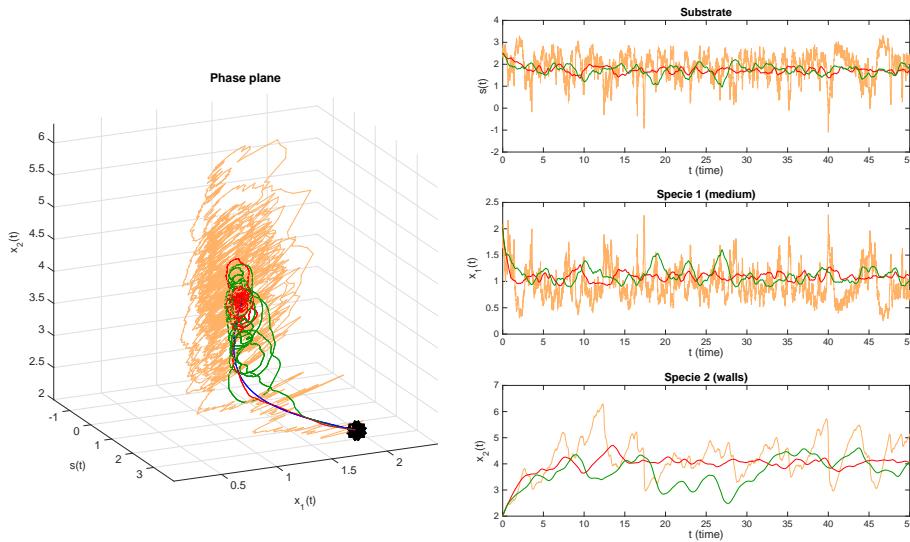 Phase plane
6
5.5
5
4.5
4
3.5
3
2.5
2
x2(t)
-1
0
1
2
3
s(t)
0.5
1
1.5
2
x1(t)
Substrate
4
3
2
1
0
-1
-2
s(t)
0 5 10 15 20 25 30 35 40 45 50
t (time)
Specie 1 (medium)
2.5
2
1.5
1
0.5
0
x1(t)
0 5 10 15 20 25 30 35 40 45 50
t (time)
Specie 2 (walls)
7
6
5
4
3
2
x2(t)
0 5 10 15 20 25 30 35 40 45 50
t (time)